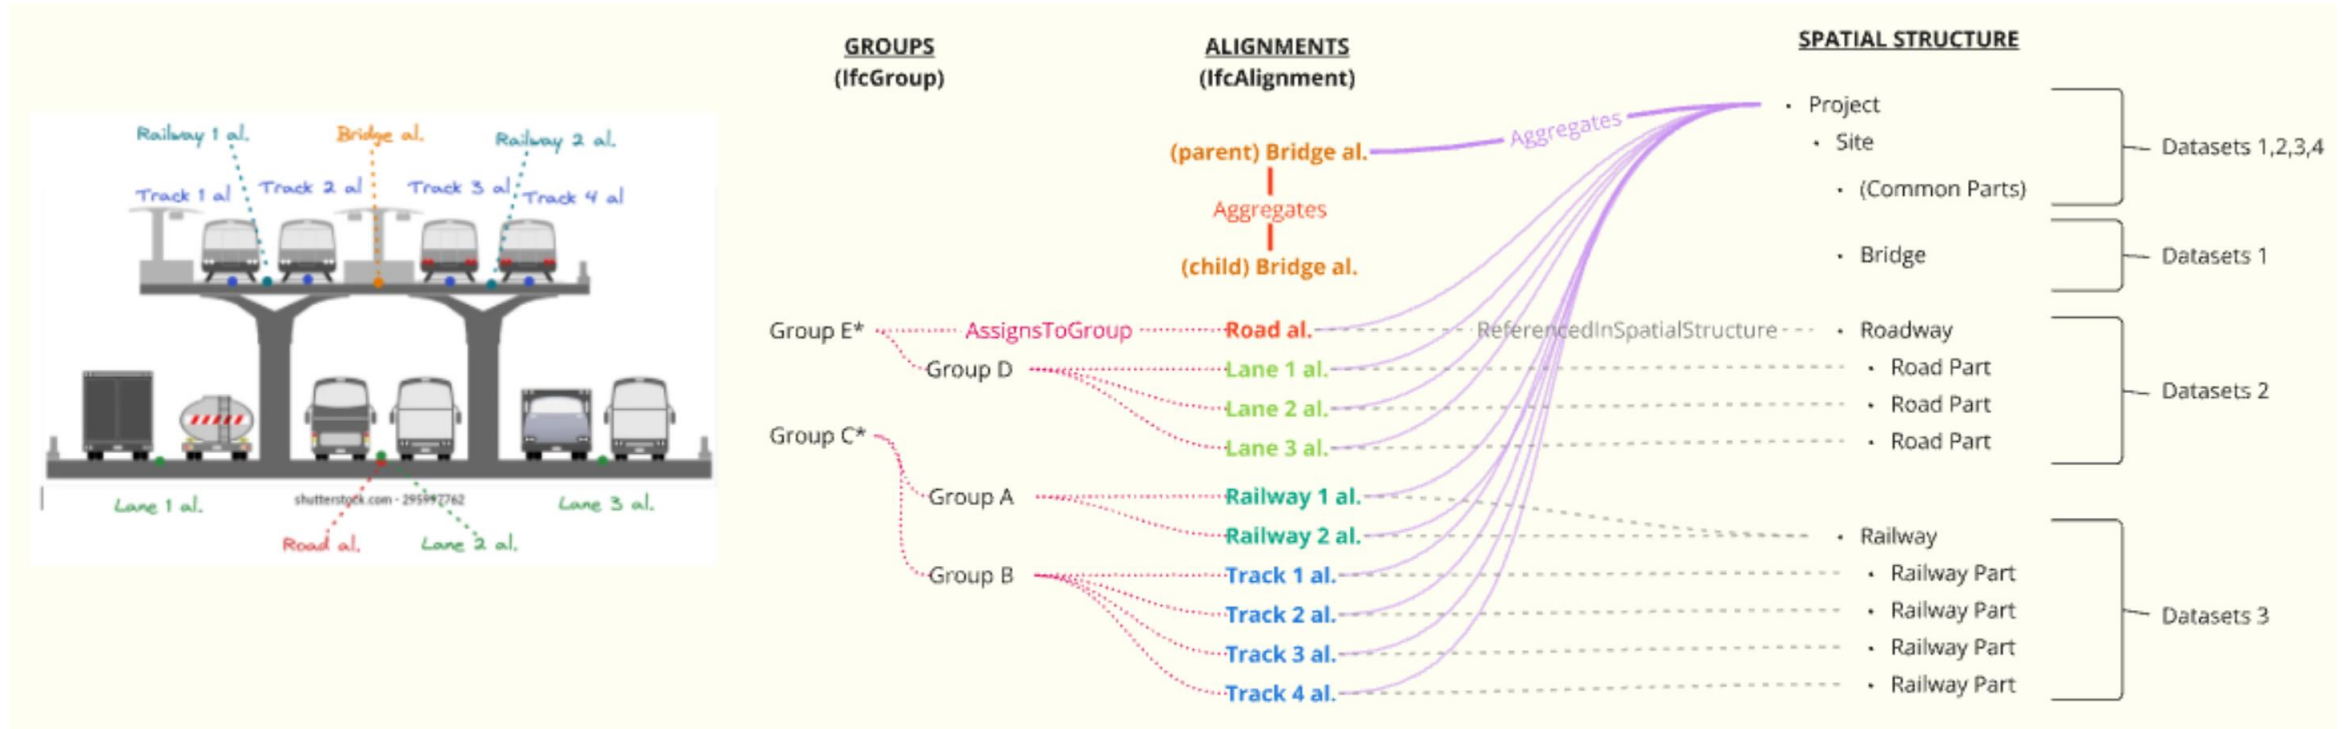 Railway 1 al.
Bridge al.
Railway 2 al.
Track 1 al
Track 2 al
Track 3 al
Track 4 al
Lane 1 al.
shutterstock.com · 295997762
Lane 3 al.
Road al.
Lane 2 al.
GROUPS
(IfcGroup)
Group E*
AssignsToGroup
Group D
Group C*
Group A
Group B
ALIGNMENTS
(IfcAlignment)
(parent) Bridge al.
Aggregates
(child) Bridge al.
Road al.
Lane 1 al.
Lane 2 al.
Lane 3 al.
Railway 1 al.
Railway 2 al.
Track 1 al.
Track 2 al.
Track 3 al.
Track 4 al.
Aggregates
ReferencedInSpatialStructure
SPATIAL STRUCTURE
· Project
· Site
· (Common Parts)
· Bridge
· Roadway
· Road Part
· Road Part
· Road Part
· Railway
· Railway Part
· Railway Part
· Railway Part
· Railway Part
Datasets 1,2,3,4
Datasets 1
Datasets 2
Datasets 3